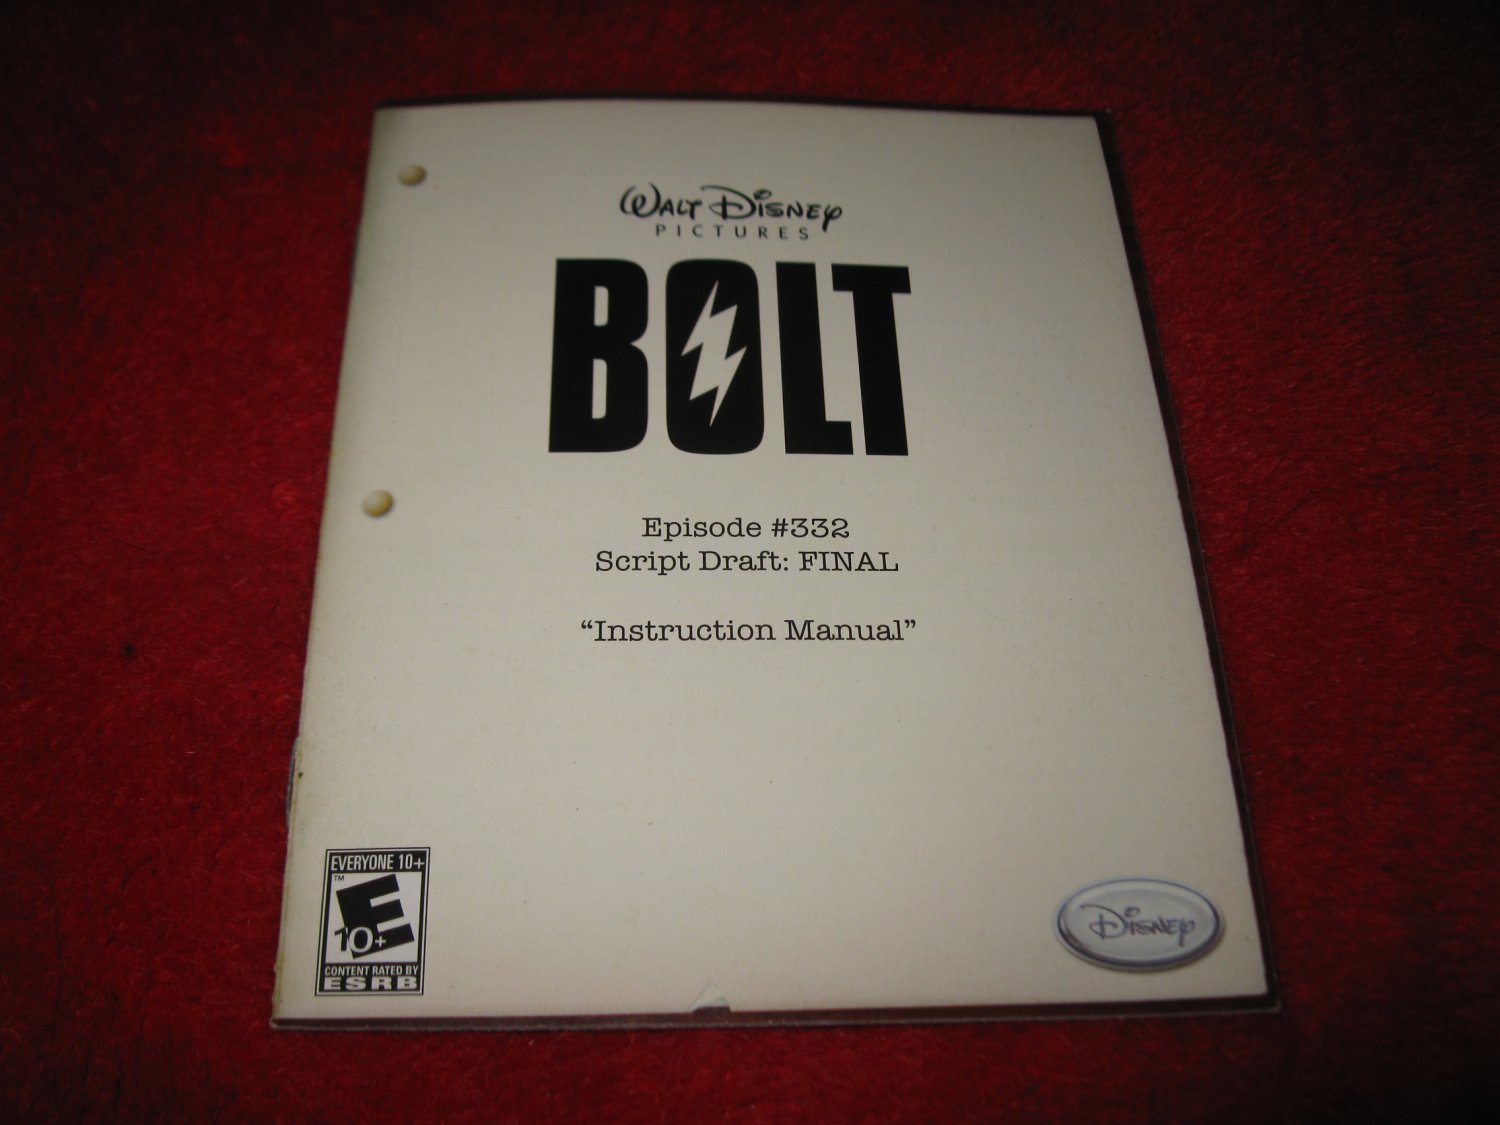 WALT DISNEY
PICTURES
BOLT
Episode #332
Script Draft: FINAL
“Instruction Manual”
EVERYONE 10+
TM
E
10+
CONTENT RATED BY
ESRB
DISNEY